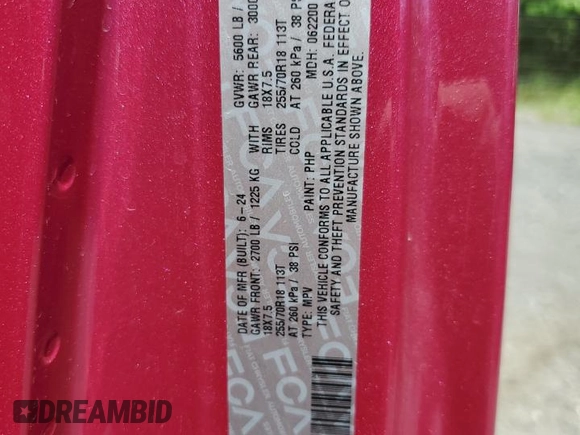 DATE OF MFR (BUILT): 6-24 GVWR: 5600 LB /
GAWR FRONT: 2700 LB / 1225 KG WITH GAWR REAR: 3000
18X7.5 RIMS 18X7.5
255/70R18 113T TIRES 255/70R18 113T
AT 260 kPa / 38 PSI COLD AT 260 kPa / 38 PSI
TYPE: MPV PAINT: PHP MDH: 062200
THIS VEHICLE CONFORMS TO ALL APPLICABLE U.S.A. FEDERA
SAFETY AND THEFT PREVENTION STANDARDS IN EFFECT O
MANUFACTURE SHOWN ABOVE.
FCA
DREAMBID